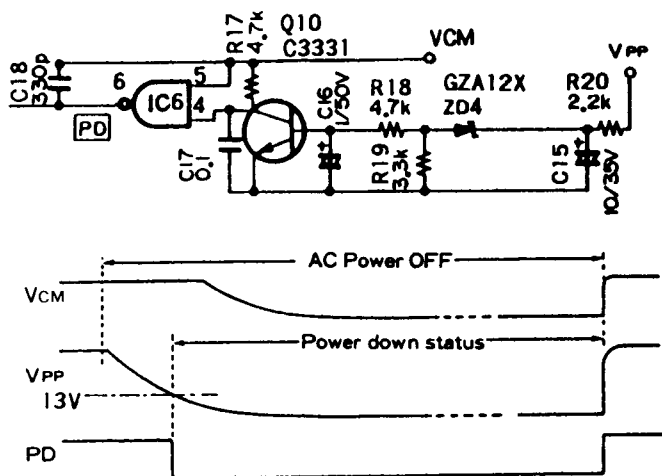 R17
4.7k
Q10
C3331
VCM
VPP
C18
330p
6
5
4
IC6
PD
C17
0.1
C16
1/50V
R18
4.7k
GZA12X
ZD4
R20
2.2k
R19
3.3k
C15
10/35V
AC Power OFF
VCM
Power down status
VPP
13V
PD